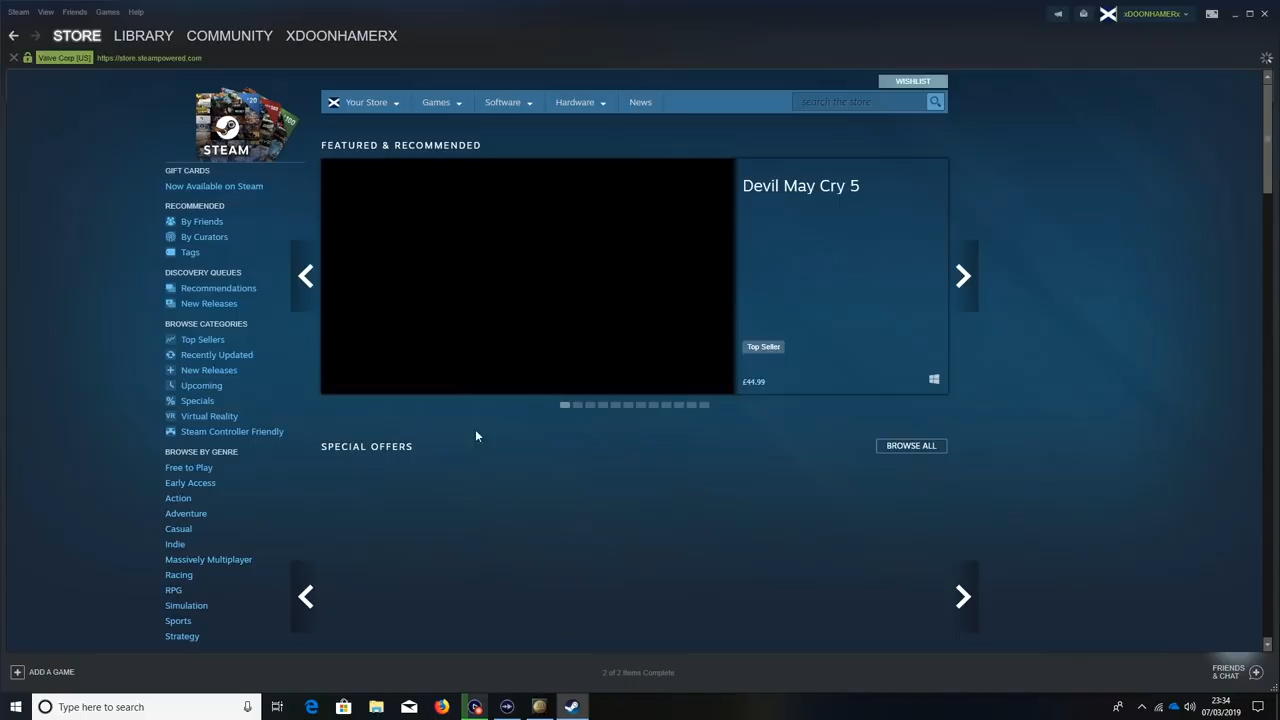 Steam View Friends Games Help
xDOONHAMERx
STORE LIBRARY COMMUNITY XDOONHAMERX
Valve Corp [US] https://store.steampowered.com
WISHLIST
Your Store Games Software Hardware News search the store
$20
$100
STEAM
FEATURED & RECOMMENDED
GIFT CARDS
Now Available on Steam
RECOMMENDED
By Friends
By Curators
Tags
DISCOVERY QUEUES
Recommendations
New Releases
BROWSE CATEGORIES
Top Sellers
Recently Updated
New Releases
Upcoming
Specials
VR Virtual Reality
Steam Controller Friendly
BROWSE BY GENRE
Free to Play
Early Access
Action
Adventure
Casual
Indie
Massively Multiplayer
Racing
RPG
Simulation
Sports
Strategy
Devil May Cry 5
Top Seller
£44.99
SPECIAL OFFERS
BROWSE ALL
ADD A GAME
2 of 2 Items Complete
FRIENDS
& CHAT
Type here to search
23:34
07/03/2019